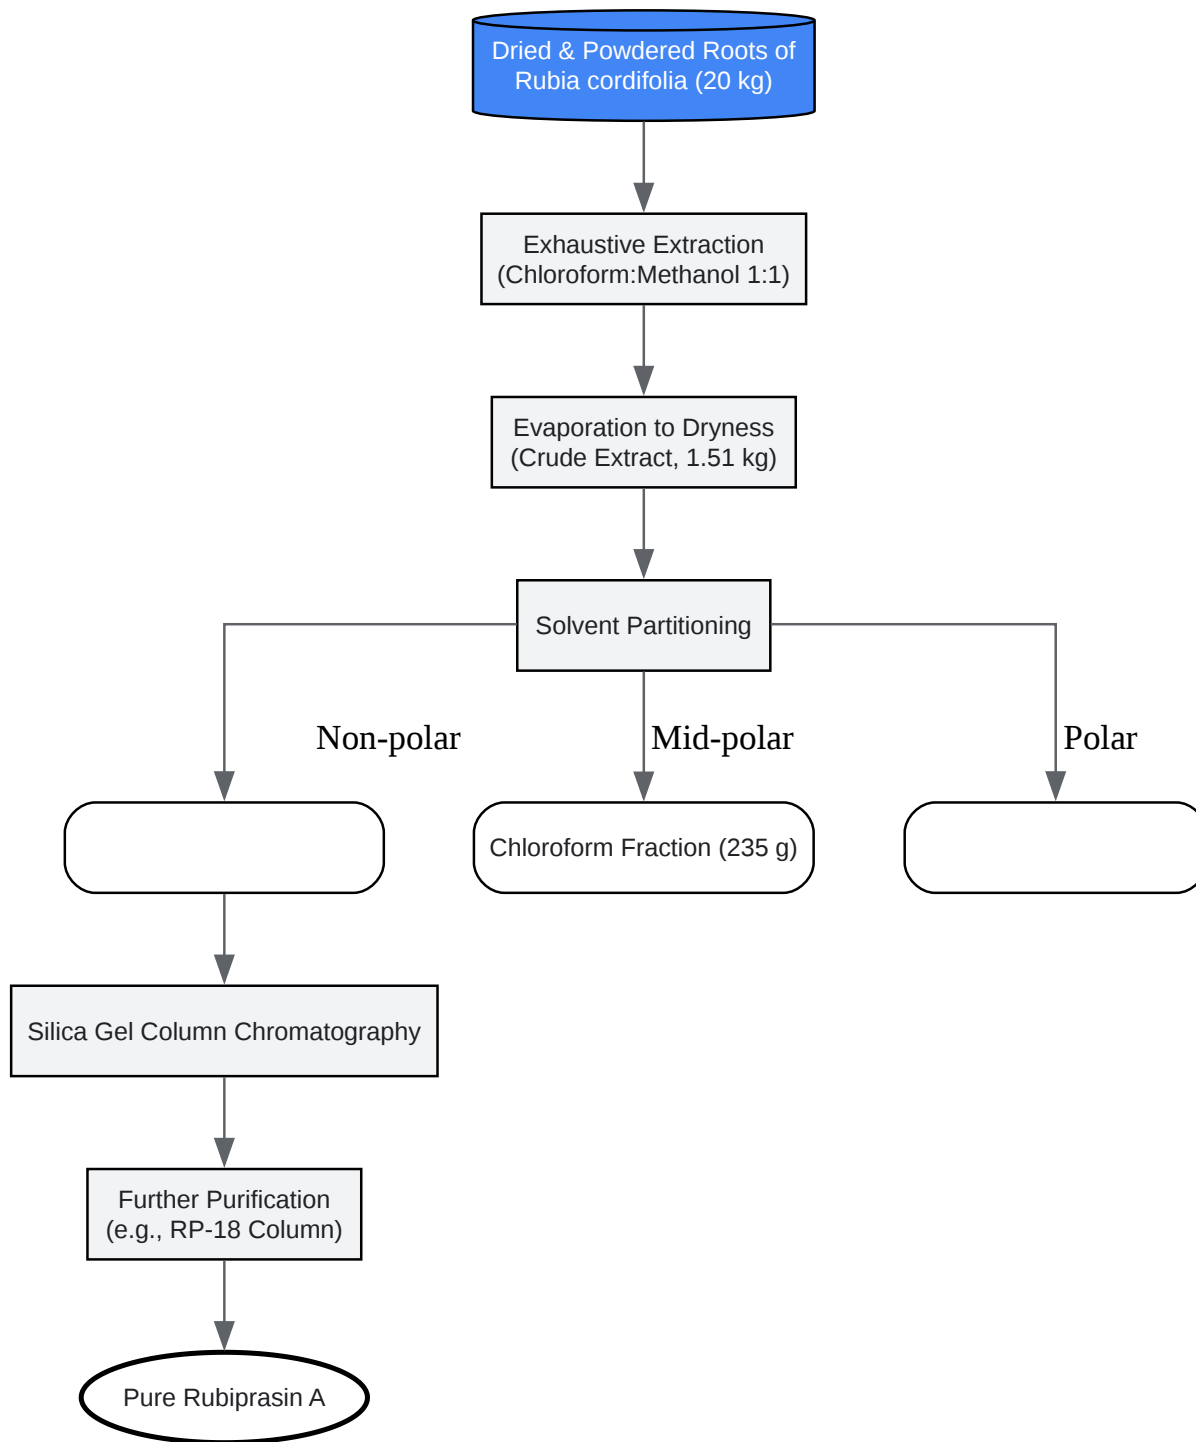 Dried & Powdered Roots of
Rubia cordifolia (20 kg)
Exhaustive Extraction
(Chloroform:Methanol 1:1)
Evaporation to Dryness
(Crude Extract, 1.51 kg)
Solvent Partitioning
Non-polar
Mid-polar
Polar
Chloroform Fraction (235 g)
Silica Gel Column Chromatography
Further Purification
(e.g., RP-18 Column)
Pure Rubiprasin A